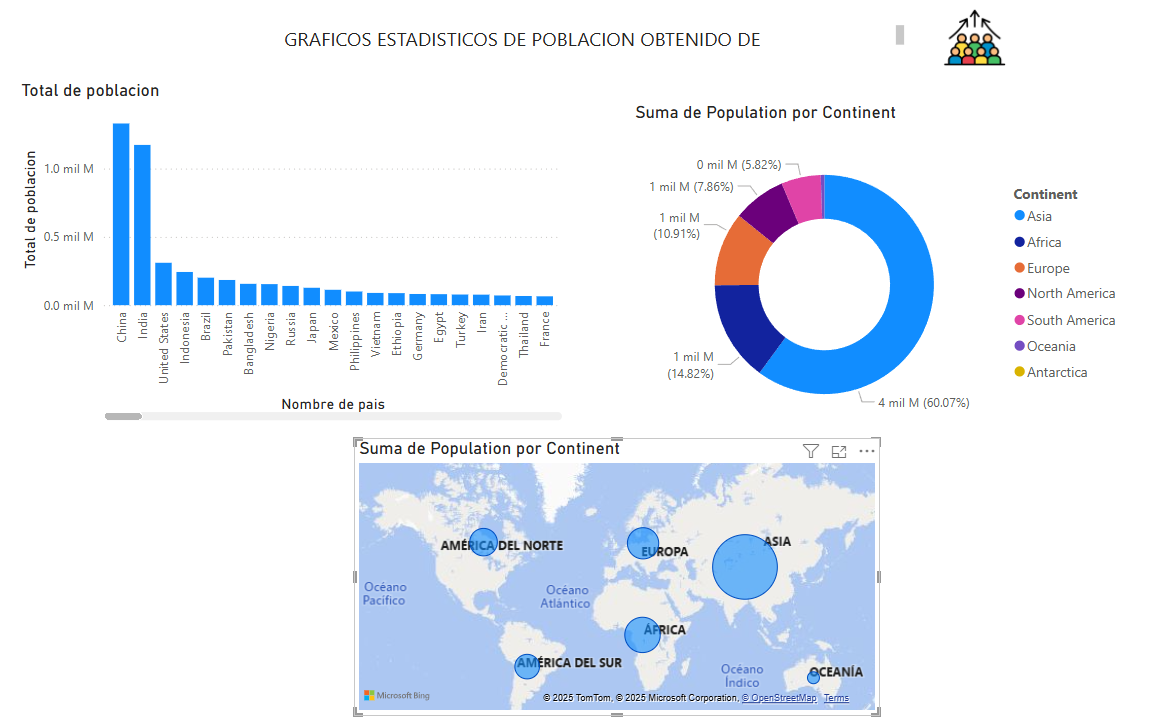 GRAFICOS ESTADISTICOS DE POBLACION OBTENIDO DE
Total de poblacion
Total de poblacion
1.0 mil M
0.5 mil M
0.0 mil M
China
India
United States
Indonesia
Brazil
Pakistan
Bangladesh
Nigeria
Russia
Japan
Mexico
Philippines
Vietnam
Ethiopia
Germany
Egypt
Turkey
Iran
Democratic ...
Thailand
France
Nombre de pais
Suma de Population por Continent
0 mil M (5.82%)
1 mil M (7.86%)
1 mil M
(10.91%)
1 mil M
(14.82%)
4 mil M (60.07%)
Continent
Asia
Africa
Europe
North America
South America
Oceania
Antarctica
Suma de Population por Continent
AMÉRICA DEL NORTE
EUROPA
ASIA
Océano
Pacífico
Océano
Atlántico
ÁFRICA
AMÉRICA DEL SUR
Océano
Índico
OCEANÍA
Microsoft Bing
© 2025 TomTom, © 2025 Microsoft Corporation, © OpenStreetMap Terms